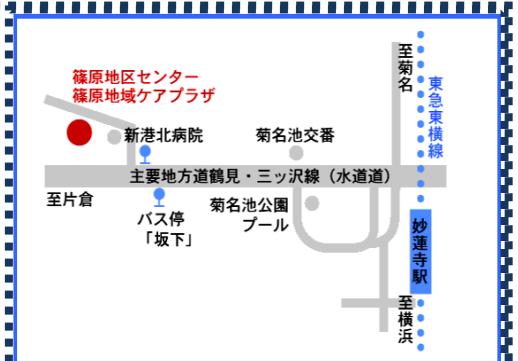 篠原地区センター
篠原地域ケアプラザ
新港北病院
菊名池交番
至菊名
東急東横線
主要地方道鶴見・三ッ沢線（水道道）
至片倉
バス停
「坂下」
菊名池公園
プール
妙蓮寺駅
至横浜